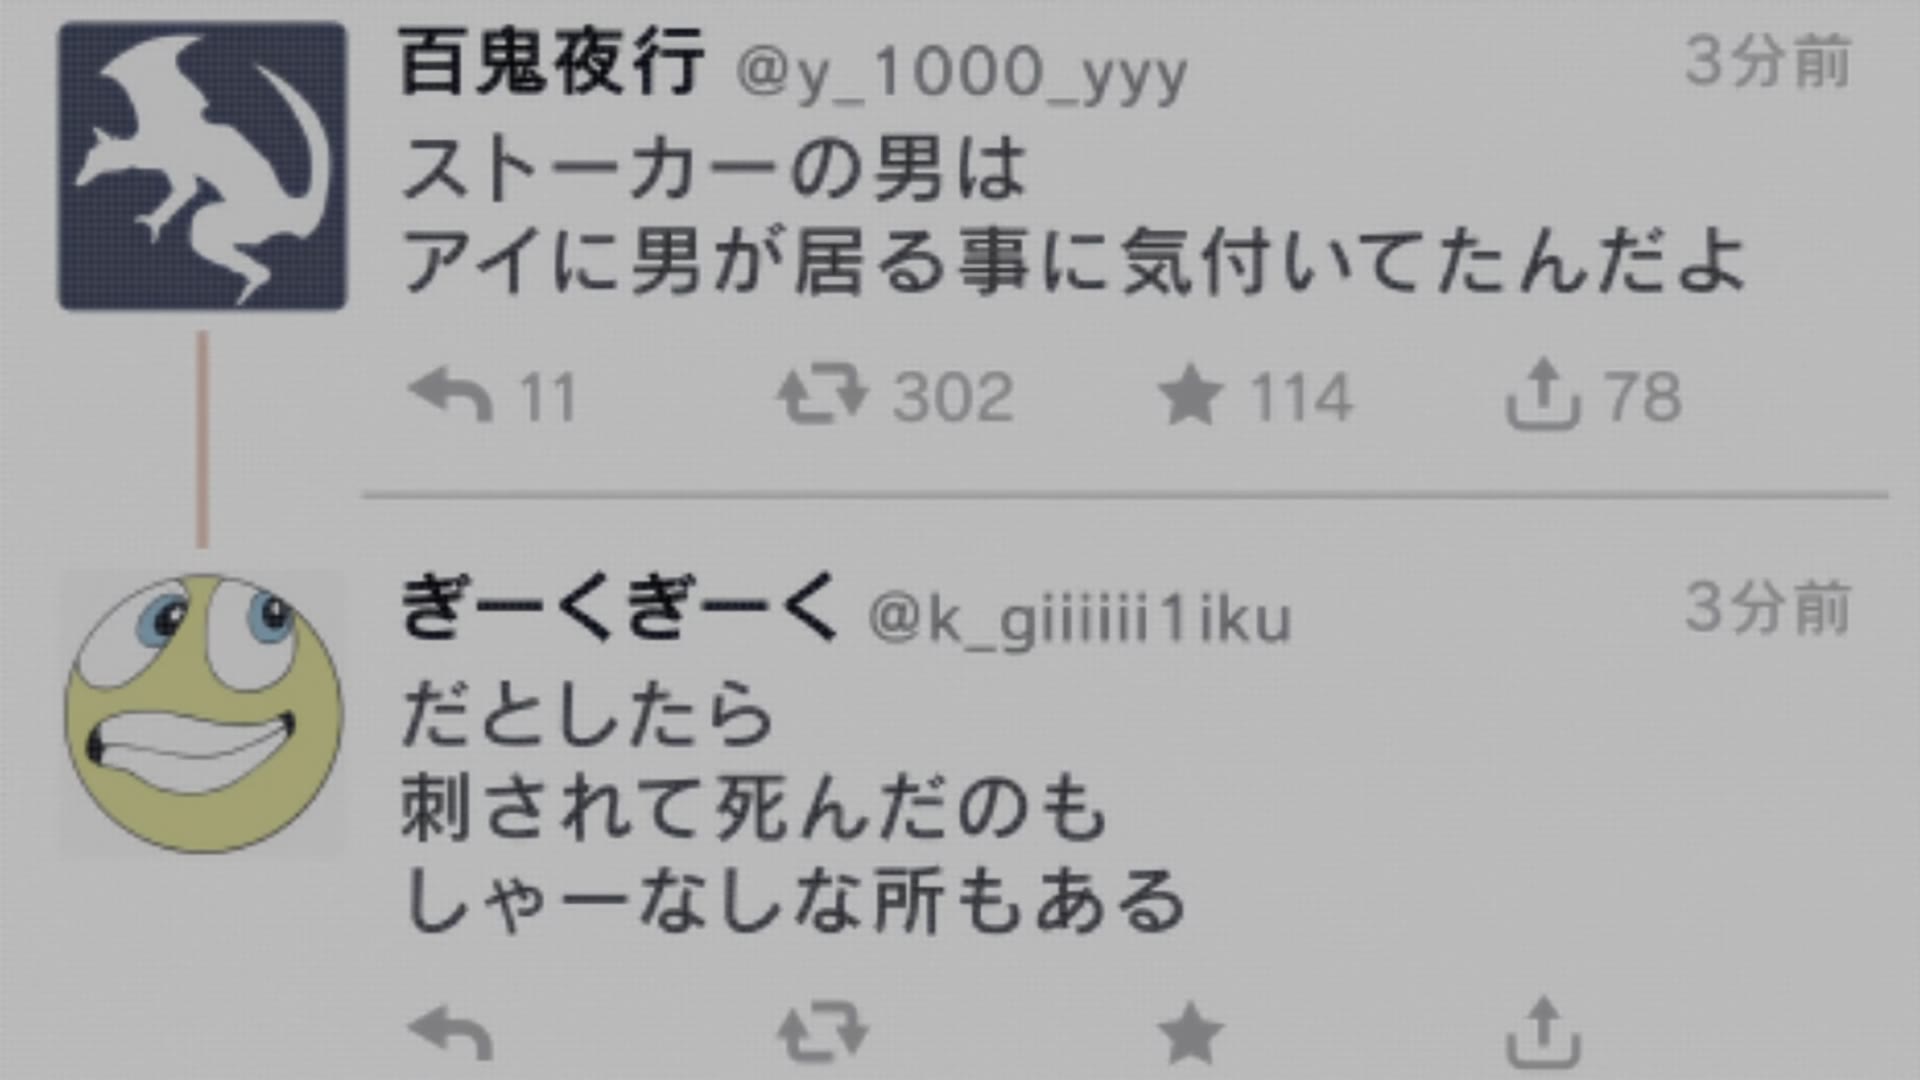 百鬼夜行 @y_1000_yyy 3分前
ストーカーの男は
アイに男が居る事に気付いてたんだよ
11 302 114 78
ぎーくぎーく @k_giiiiiii1iku 3分前
だとしたら
刺されて死んだのも
しゃーなしな所もある